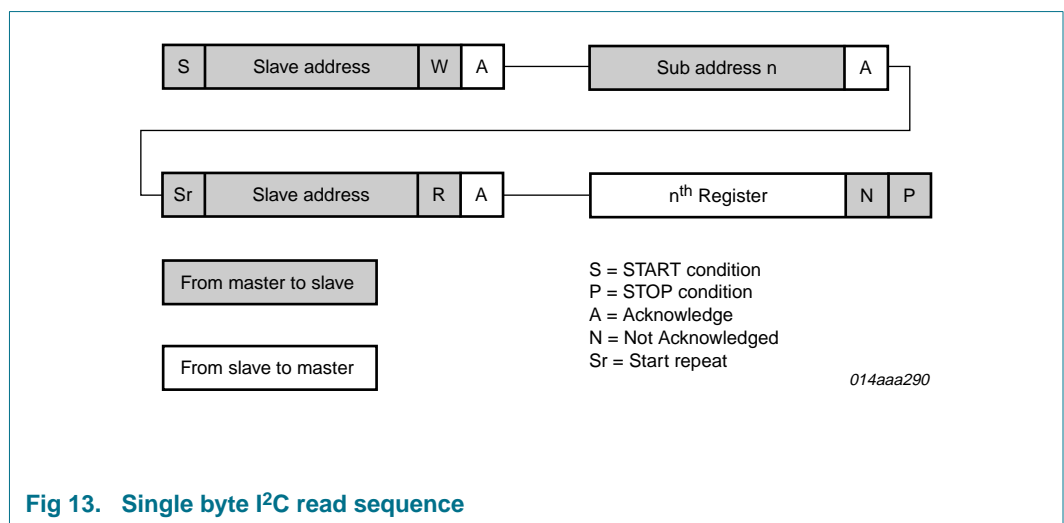 S Slave address W A Sub address n A
Sr Slave address R A nth Register N P
From master to slave
From slave to master
S = START condition
P = STOP condition
A = Acknowledge
N = Not Acknowledged
Sr = Start repeat
014aaa290
Fig 13. Single byte I2C read sequence